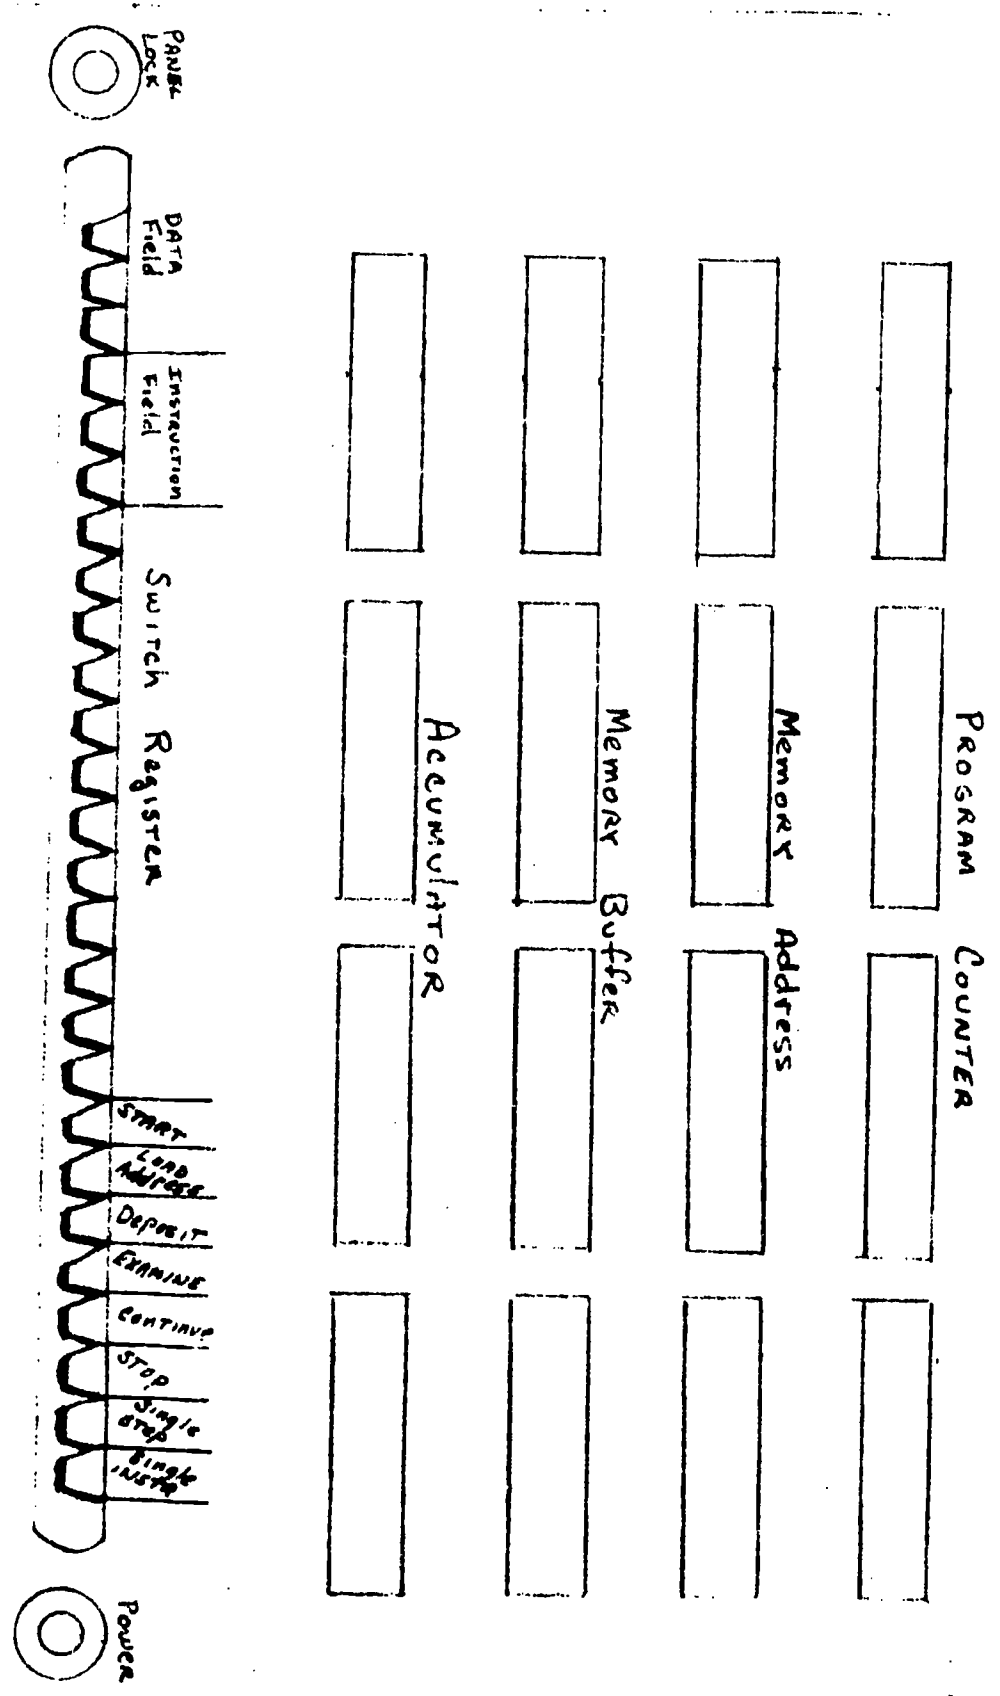 PROGRAM COUNTER
Memory Address
Memory Buffer
Accumulator
PANEL
LOCK
DATA
Field
INSTRUCTION
Field
Switch Register
START
LOAD
Address
Deposit
EXAMINE
CONTINUE
STOP
Single
STEP
Single
INSTR
Power